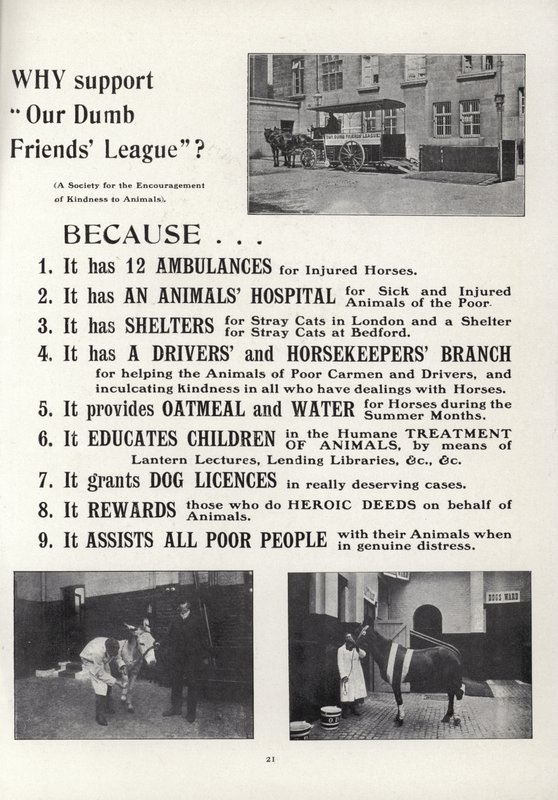 WHY support
"Our Dumb
Friends' League"?
(A Society for the Encouragement
of Kindness to Animals).
OUR DUMB FRIENDS' LEAGUE
BECAUSE . . .
1. It has 12 AMBULANCES for Injured Horses.
2. It has AN ANIMALS' HOSPITAL for Sick and Injured
Animals of the Poor.
3. It has SHELTERS for Stray Cats in London and a Shelter
for Stray Cats at Bedford.
4. It has A DRIVERS' and HORSEKEEPERS' BRANCH
for helping the Animals of Poor Carmen and Drivers, and
inculcating kindness in all who have dealings with Horses.
5. It provides OATMEAL and WATER for Horses during the
Summer Months.
6. It EDUCATES CHILDREN in the Humane TREATMENT
OF ANIMALS, by means of
Lantern Lectures, Lending Libraries, &c., &c.
7. It grants DOG LICENCES in really deserving cases.
8. It REWARDS those who do HEROIC DEEDS on behalf of
Animals.
9. It ASSISTS ALL POOR PEOPLE with their Animals when
in genuine distress.
WARD
DOGS WARD
21